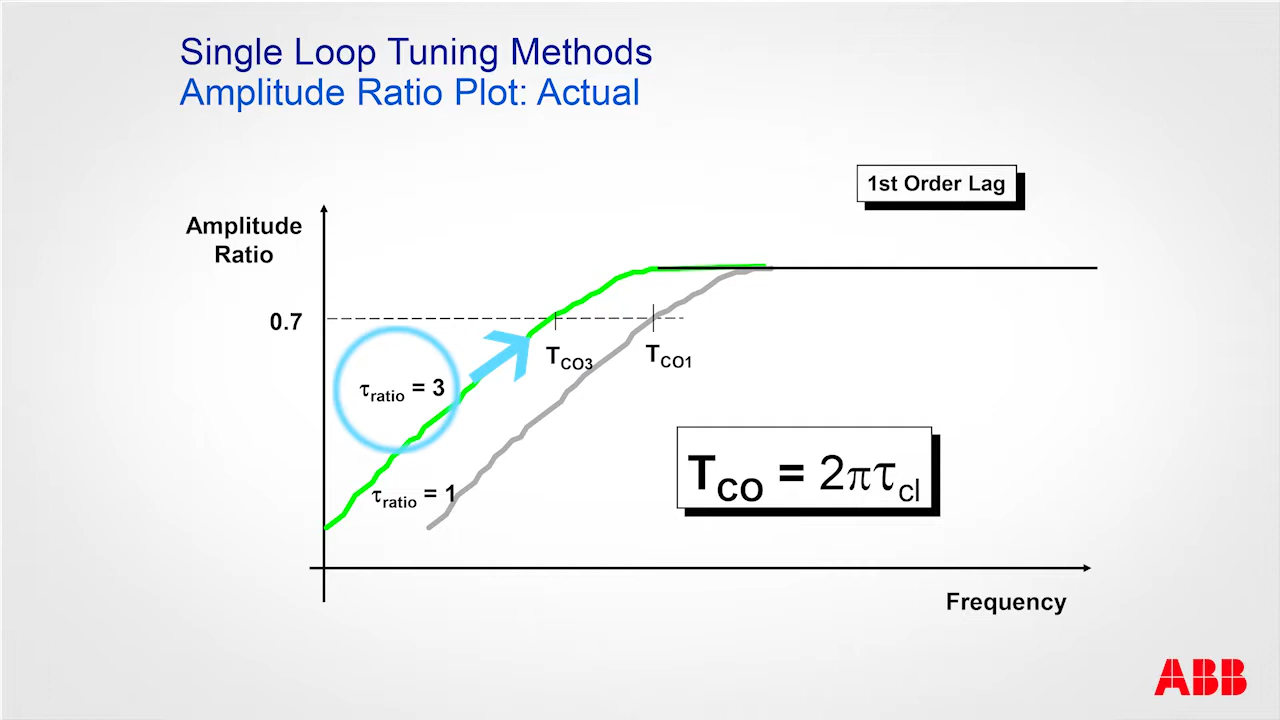 Single Loop Tuning Methods
Amplitude Ratio Plot: Actual
1st Order Lag
Amplitude
Ratio
0.7
T_CO3
T_CO1
τ_ratio = 3
τ_ratio = 1
T_CO = 2πτ_cl
Frequency
ABB